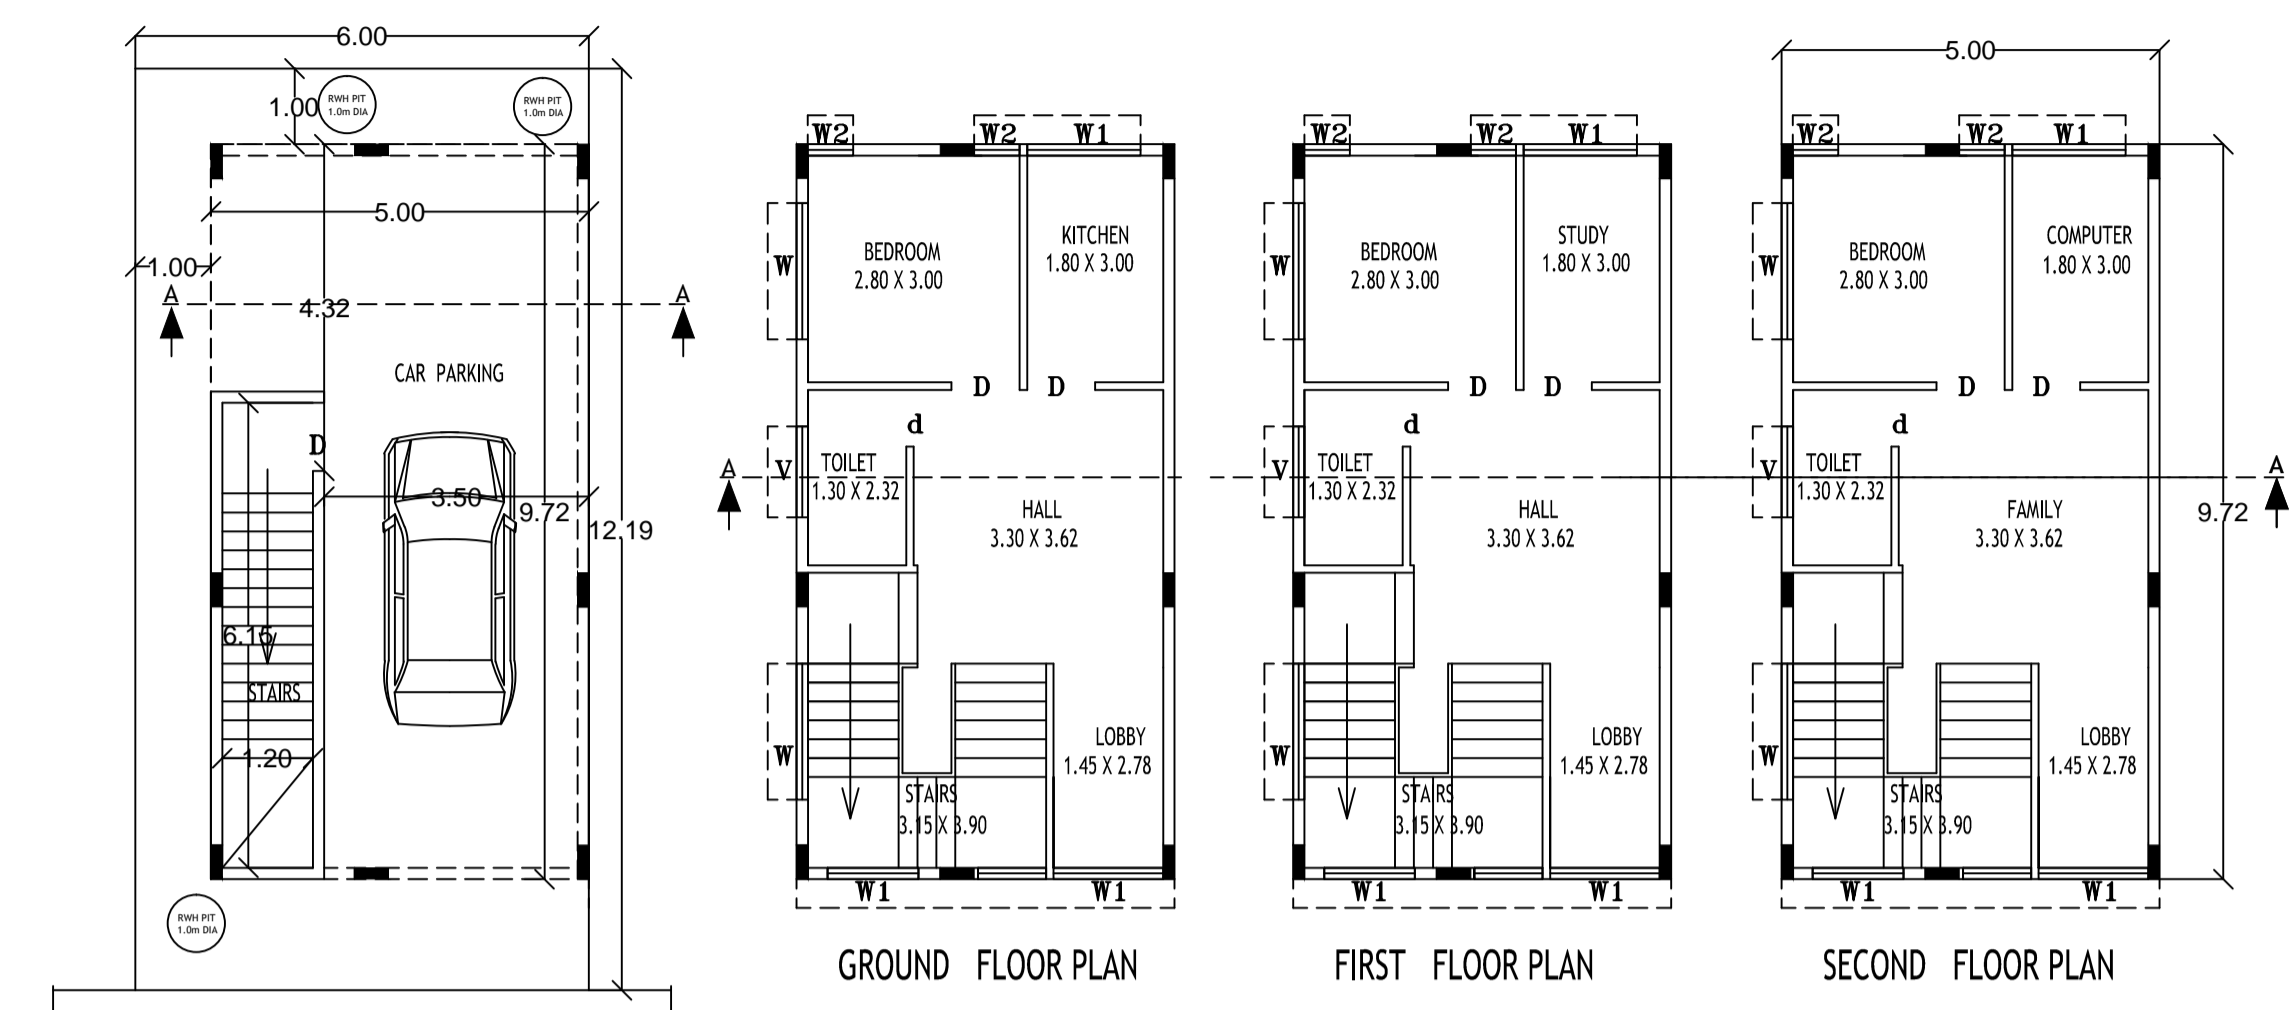 6.00
1.00
RWH PIT
1.0m DIA
RWH PIT
1.0m DIA
5.00
1.00
A
A
4.32
CAR PARKING
D
3.50
9.72
12.19
6.15
STAIRS
1.20
RWH PIT
1.0m DIA
W2
W2
W1
W
BEDROOM
2.80 X 3.00
KITCHEN
1.80 X 3.00
D
D
d
A
V
TOILET
1.30 X 2.32
HALL
3.30 X 3.62
W
LOBBY
1.45 X 2.78
STAIRS
3.15 X 3.90
W1
W1
GROUND FLOOR PLAN
W2
W2
W1
W
BEDROOM
2.80 X 3.00
STUDY
1.80 X 3.00
D
D
d
V
TOILET
1.30 X 2.32
HALL
3.30 X 3.62
W
LOBBY
1.45 X 2.78
STAIRS
3.15 X 3.90
W1
W1
FIRST FLOOR PLAN
5.00
W2
W2
W1
W
BEDROOM
2.80 X 3.00
COMPUTER
1.80 X 3.00
D
D
d
V
TOILET
1.30 X 2.32
A
FAMILY
3.30 X 3.62
9.72
W
LOBBY
1.45 X 2.78
STAIRS
3.15 X 3.90
W1
W1
SECOND FLOOR PLAN